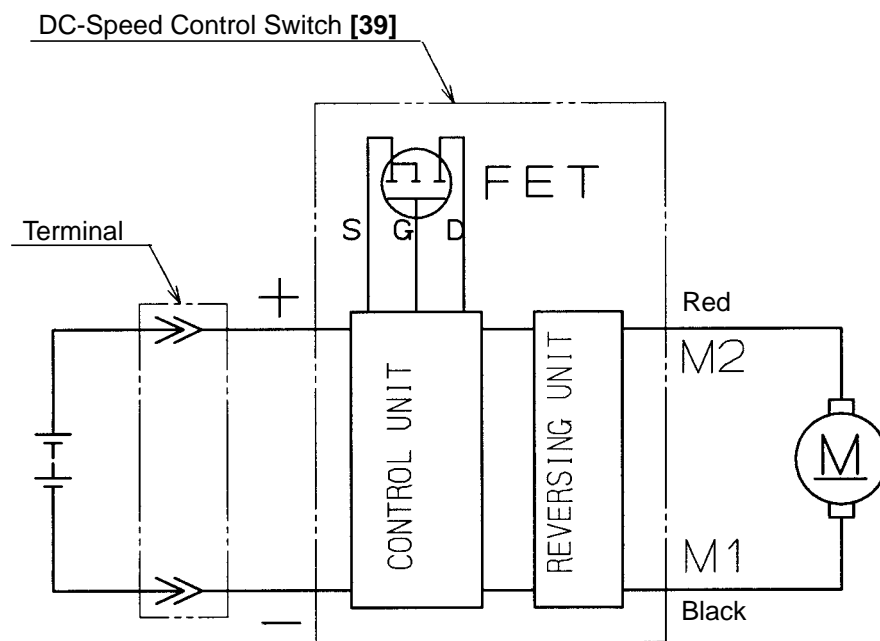 DC-Speed Control Switch [39]
FET
S G D
Terminal
+
Red
M2
CONTROL UNIT
REVERSING UNIT
M
M1
Black
−